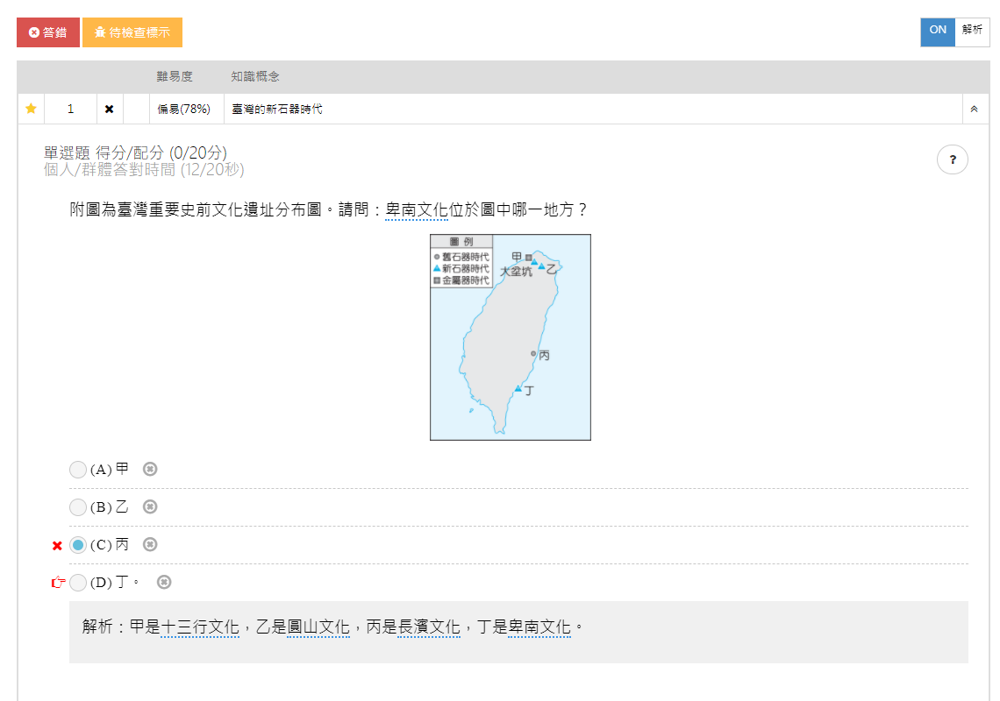 答錯 待檢查標示
ON 解析
難易度 知識概念
1 偏易(78%) 臺灣的新石器時代
單選題 得分/配分 (0/20分)
個人/群體答對時間 (12/20秒)
?
附圖為臺灣重要史前文化遺址分布圖。請問：卑南文化位於圖中哪一地方？
圖 例
舊石器時代
新石器時代
金屬器時代
甲
大坌坑 乙
丙
丁
(A) 甲
(B) 乙
(C) 丙
(D) 丁。
解析：甲是十三行文化，乙是圓山文化，丙是長濱文化，丁是卑南文化。